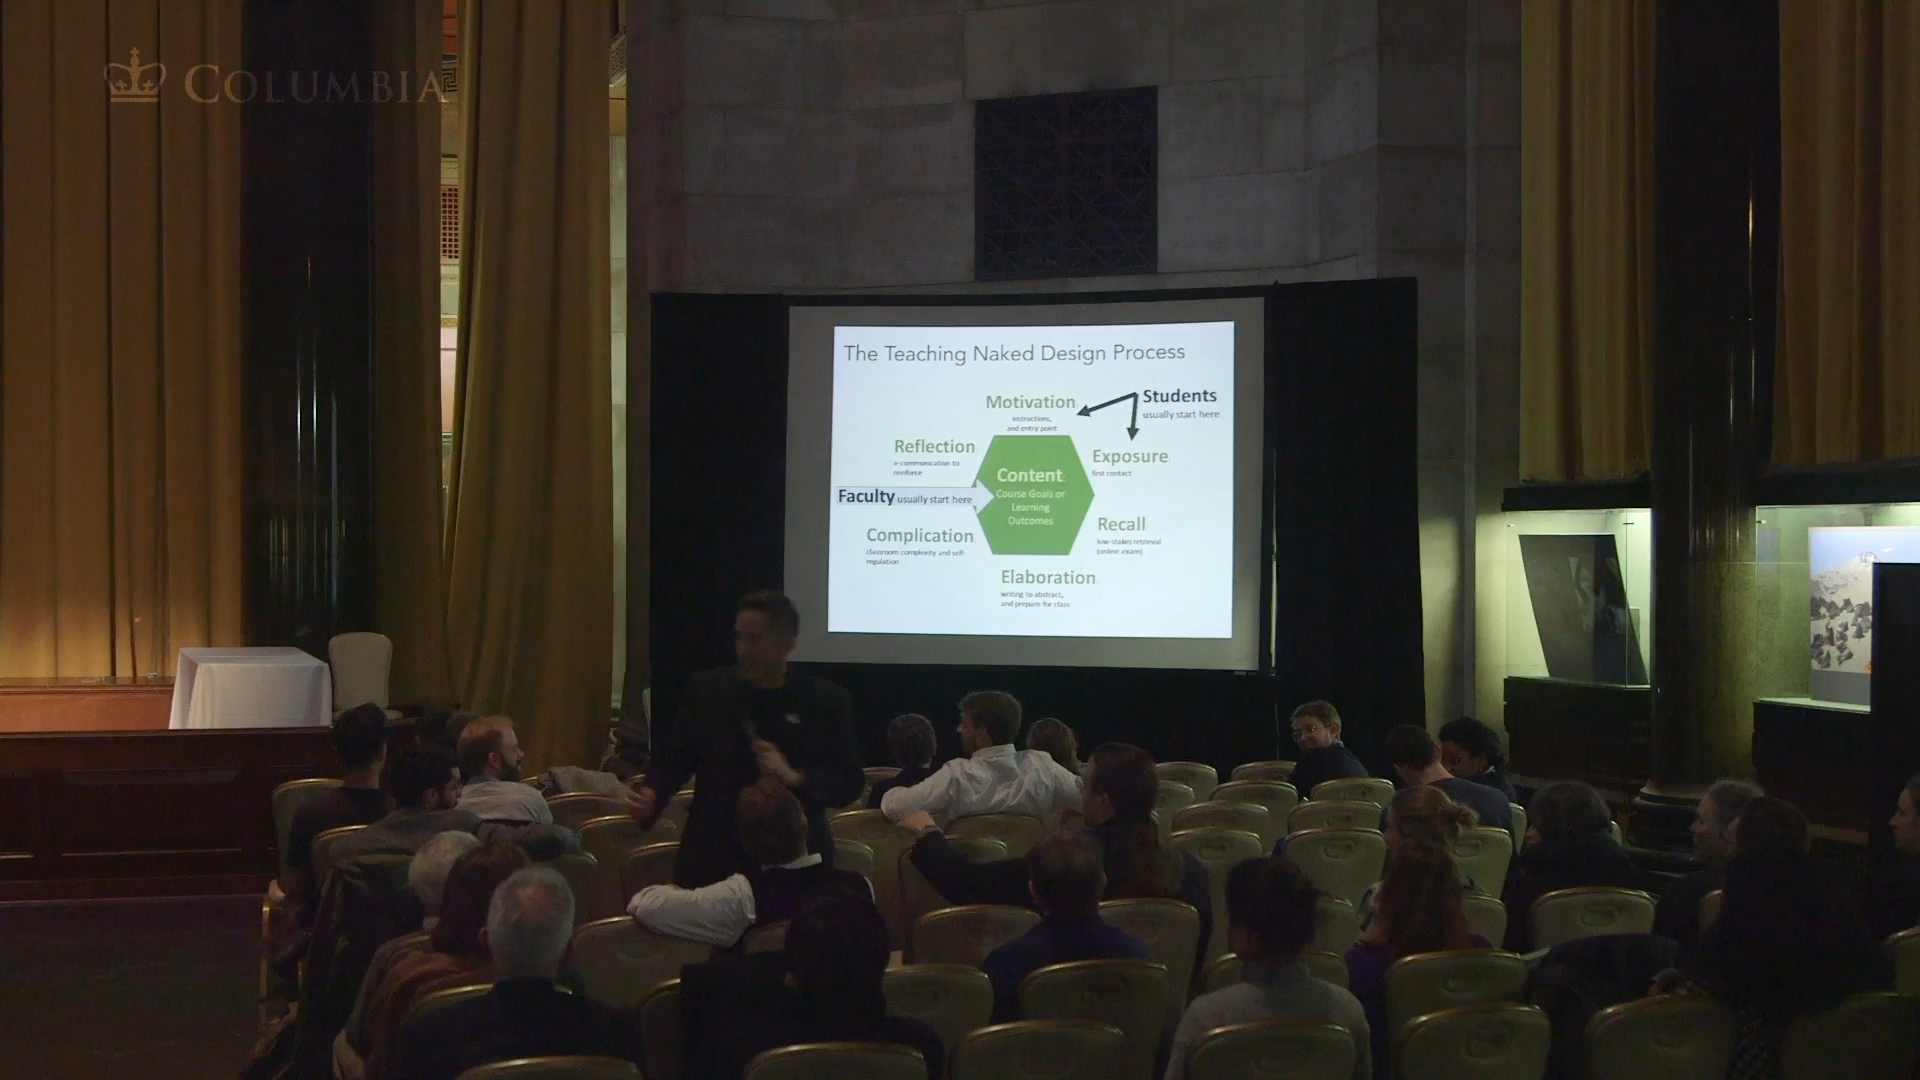 COLUMBIA
The Teaching Naked Design Process
Motivation:
instructions,
and entry point
Students
usually start here
Reflection:
e-communication to
reinforce
Exposure:
first contact
Content:
Course Goals or
Learning
Outcomes
Faculty usually start here
Complication:
classroom complexity and self-
regulation
Recall:
low-stakes retrieval
(online exam)
Elaboration:
writing to abstract,
and prepare for class